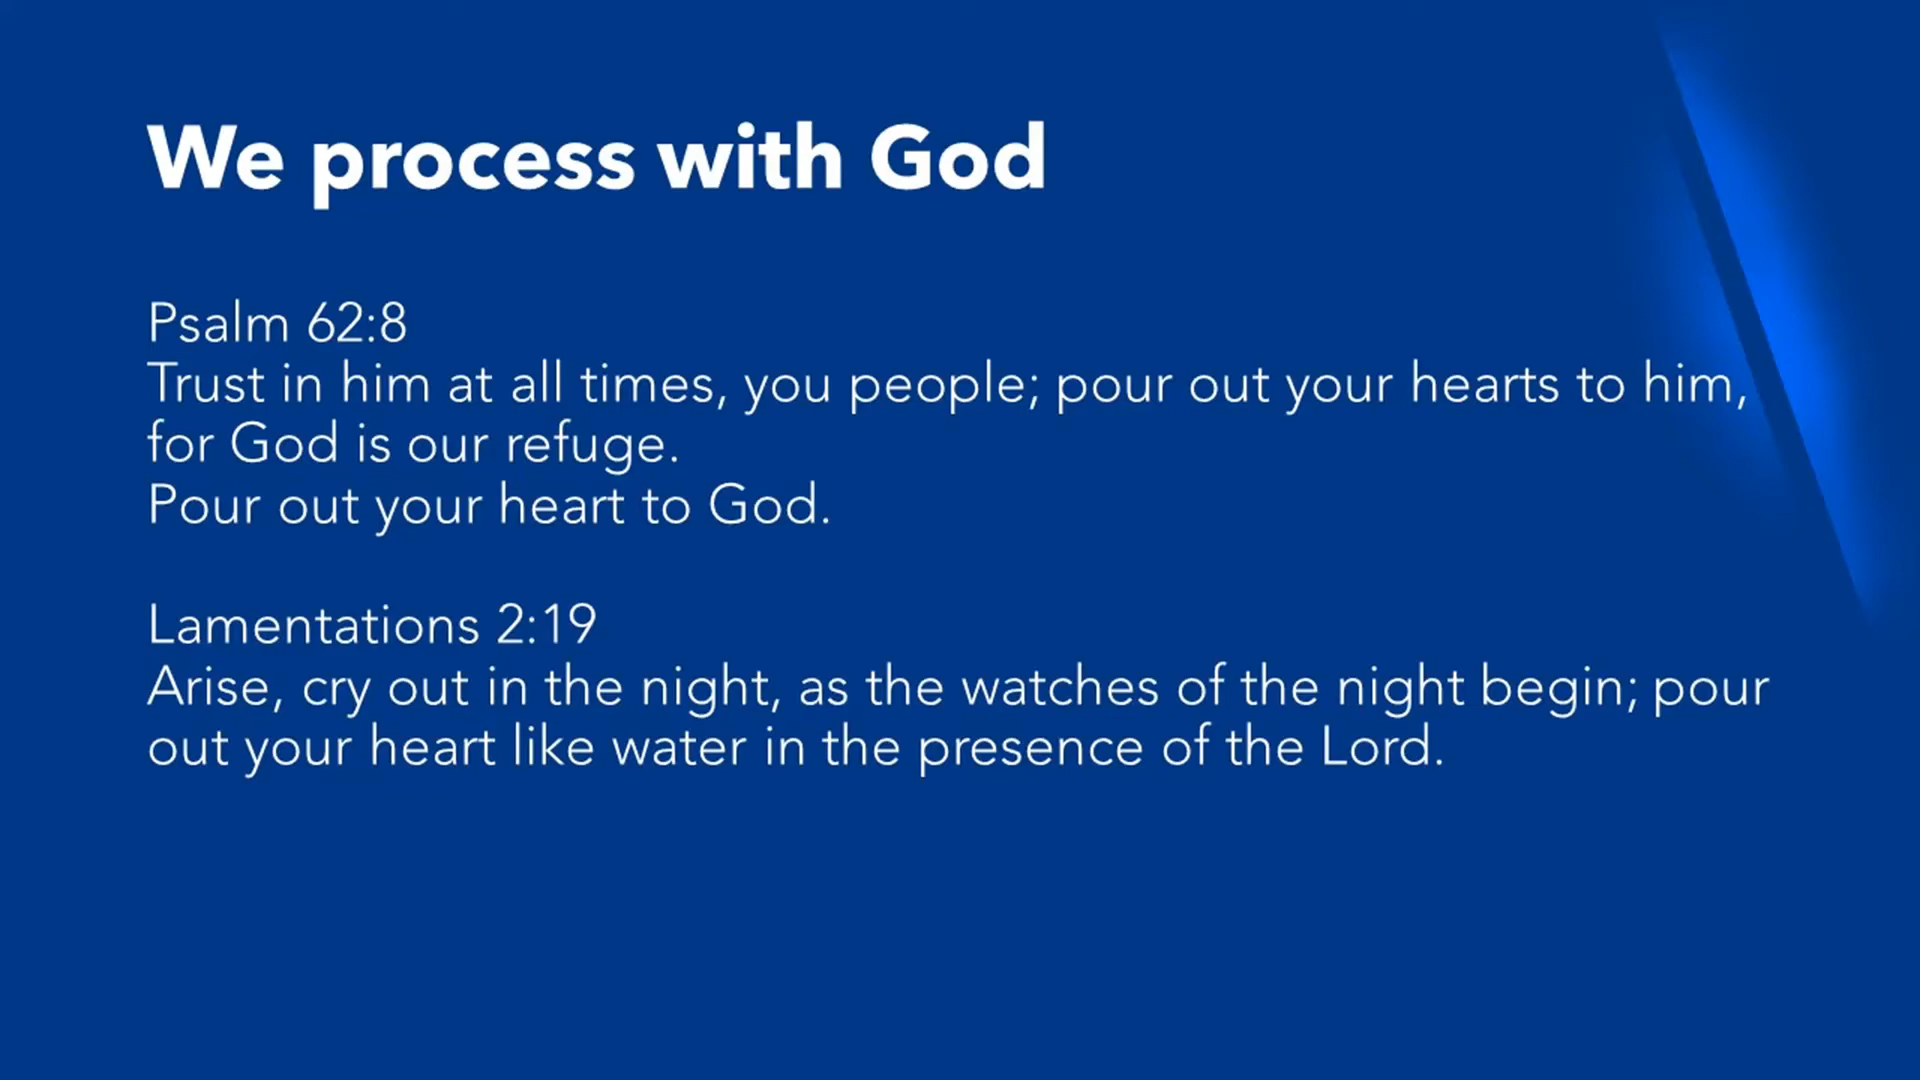 We process with God
Psalm 62:8
Trust in him at all times, you people; pour out your hearts to him,
for God is our refuge.
Pour out your heart to God.
Lamentations 2:19
Arise, cry out in the night, as the watches of the night begin; pour
out your heart like water in the presence of the Lord.